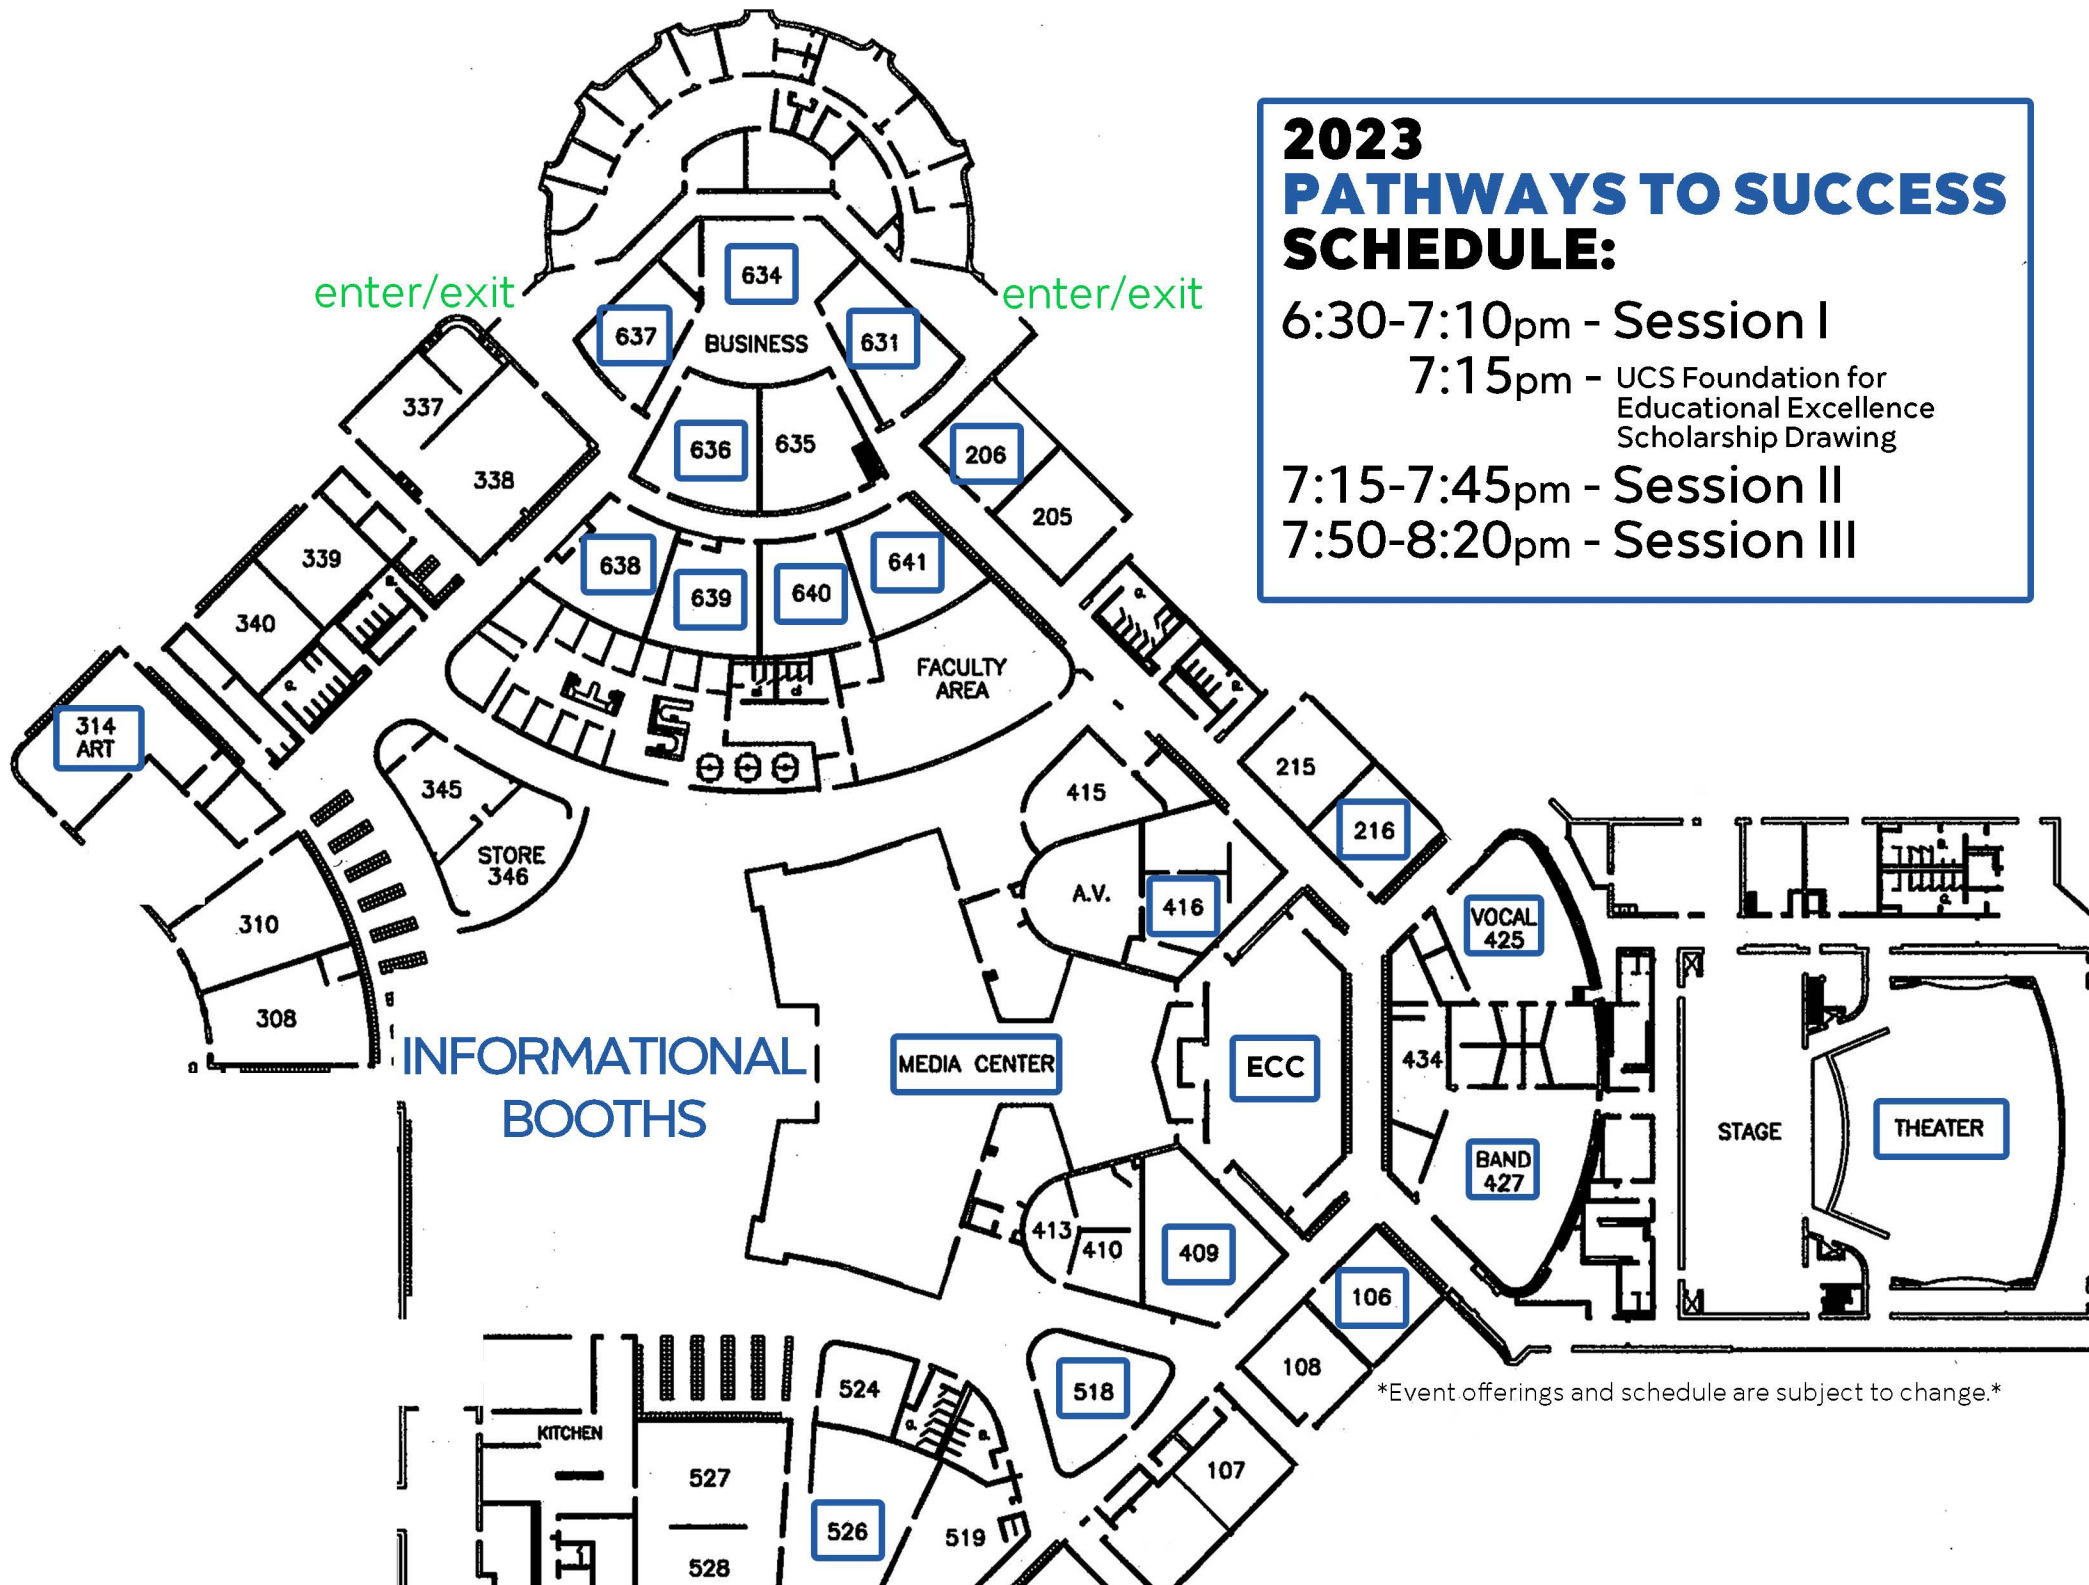 2023
PATHWAYS TO SUCCESS
SCHEDULE:
6:30-7:10pm - Session I
7:15pm - UCS Foundation for
Educational Excellence
Scholarship Drawing
7:15-7:45pm - Session II
7:50-8:20pm - Session III
enter/exit
enter/exit
634
637
BUSINESS
631
337
636
635
206
338
205
339
638
639
640
641
340
FACULTY
AREA
314
ART
345
415
215
216
STORE
346
A.V.
416
VOCAL
425
310
308
INFORMATIONAL
BOOTHS
MEDIA CENTER
ECC
434
STAGE
THEATER
BAND
427
413
410
409
106
108
518
524
*Event offerings and schedule are subject to change.*
KITCHEN
527
107
526
519
528